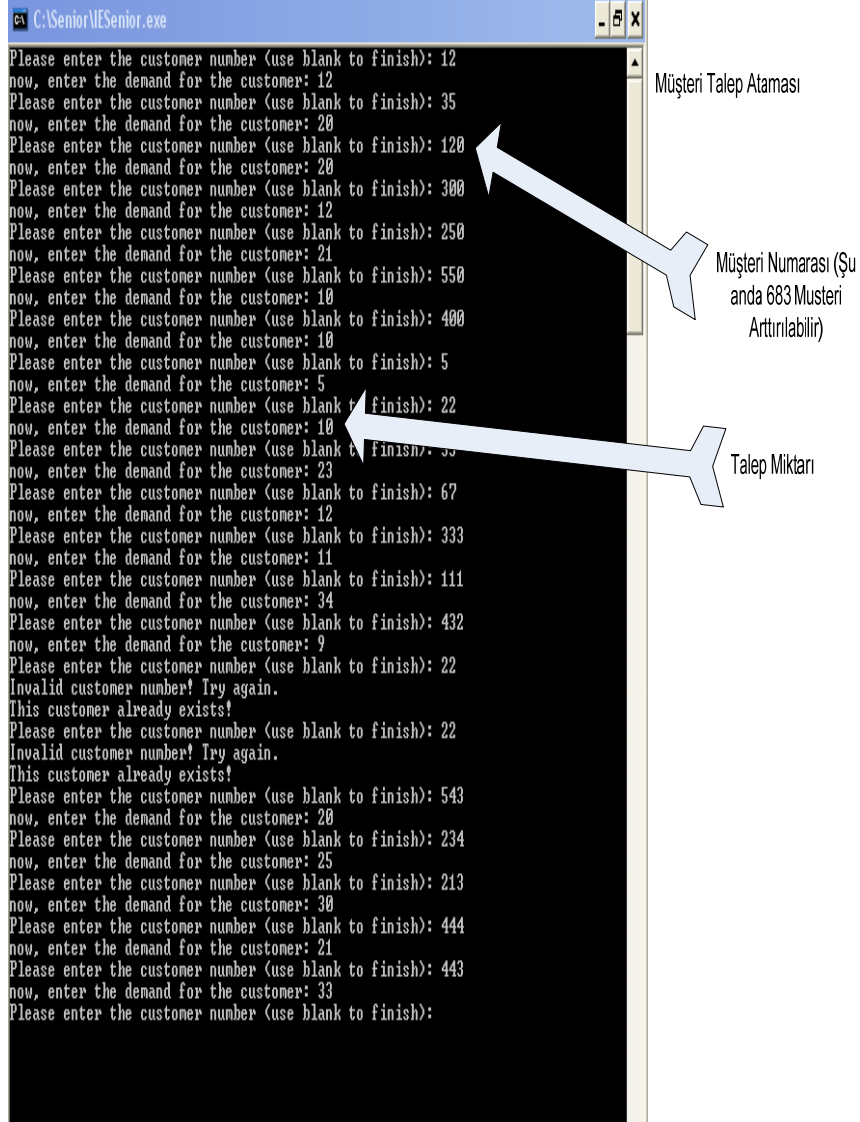 C:\Senior\IESenior.exe
Please enter the customer number (use blank to finish): 12
now, enter the demand for the customer: 12
Please enter the customer number (use blank to finish): 35
now, enter the demand for the customer: 20
Please enter the customer number (use blank to finish): 120
now, enter the demand for the customer: 20
Please enter the customer number (use blank to finish): 300
now, enter the demand for the customer: 12
Please enter the customer number (use blank to finish): 250
now, enter the demand for the customer: 21
Please enter the customer number (use blank to finish): 550
now, enter the demand for the customer: 10
Please enter the customer number (use blank to finish): 400
now, enter the demand for the customer: 10
Please enter the customer number (use blank to finish): 5
now, enter the demand for the customer: 5
Please enter the customer number (use blank t finish): 22
now, enter the demand for the customer: 10
Please enter the customer number (use blank t finish):
now, enter the demand for the customer: 23
Please enter the customer number (use blank to finish): 67
now, enter the demand for the customer: 12
Please enter the customer number (use blank to finish): 333
now, enter the demand for the customer: 11
Please enter the customer number (use blank to finish): 111
now, enter the demand for the customer: 34
Please enter the customer number (use blank to finish): 432
now, enter the demand for the customer: 9
Please enter the customer number (use blank to finish): 22
Invalid customer number! Try again.
This customer already exists!
Please enter the customer number (use blank to finish): 22
Invalid customer number! Try again.
This customer already exists!
Please enter the customer number (use blank to finish): 543
now, enter the demand for the customer: 20
Please enter the customer number (use blank to finish): 234
now, enter the demand for the customer: 25
Please enter the customer number (use blank to finish): 213
now, enter the demand for the customer: 30
Please enter the customer number (use blank to finish): 444
now, enter the demand for the customer: 21
Please enter the customer number (use blank to finish): 443
now, enter the demand for the customer: 33
Please enter the customer number (use blank to finish):
Müşteri Talep Ataması
Müşteri Numarası (Şu
anda 683 Musteri
Arttırılabilir)
Talep Miktarı